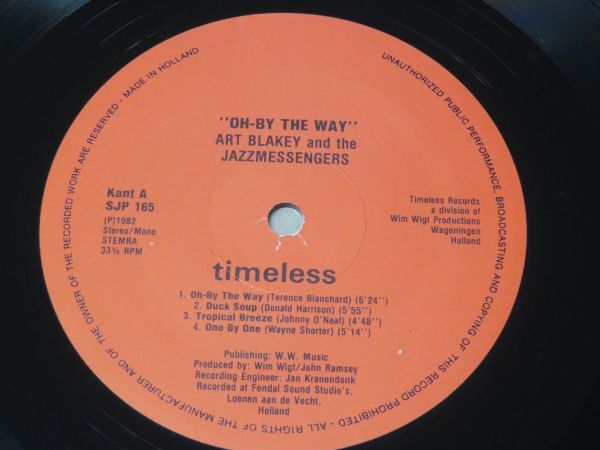 "OH-BY THE WAY"
ART BLAKEY and the
JAZZMESSENGERS
Kant A
SJP 165
(P)1982
Stereo/Mono
STEMRA
33⅓ RPM
Timeless Records
a division of
Wim Wigt Productions
Wageningen
Holland
timeless
1. Oh-By The Way (Terence Blanchard) (6'24")
2. Duck Soup (Donald Harrison) (5'55")
3. Tropical Breeze (Johnny O'Neal) (4'48")
4. Ono By One (Wayne Shorter) (5'14")
Publishing: W.W. Music
Produced by: Wim Wigt/John Ramsey
Recording Engineer: Jan Kranendonk
Recorded at Fendal Sound Studio's,
Loenen aan de Vecht,
Holland
UNAUTHORIZED PUBLIC PERFORMANCE, BROADCASTING AND COPYING OF THIS RECORD PROHIBITED - ALL RIGHTS OF THE MANUFACTURER AND OF THE OWNER OF THE RECORDED WORK ARE RESERVED - MADE IN HOLLAND